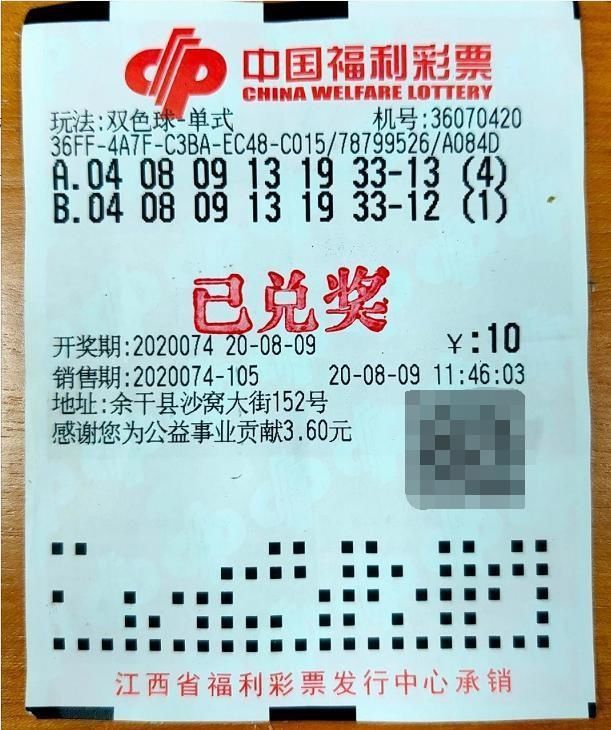 中国福利彩票
CHINA WELFARE LOTTERY
玩法:双色球-单式 机号:36070420
36FF-4A7F-C3BA-EC48-C015/78799526/A084D
A.04 08 09 13 19 33-13 (4)
B.04 08 09 13 19 33-12 (1)
已兑奖
开奖期:2020074 20-08-09 ¥:10
销售期:2020074-105 20-08-09 11:46:03
地址:余干县沙窝大街152号
感谢您为公益事业贡献3.60元
江西省福利彩票发行中心承销